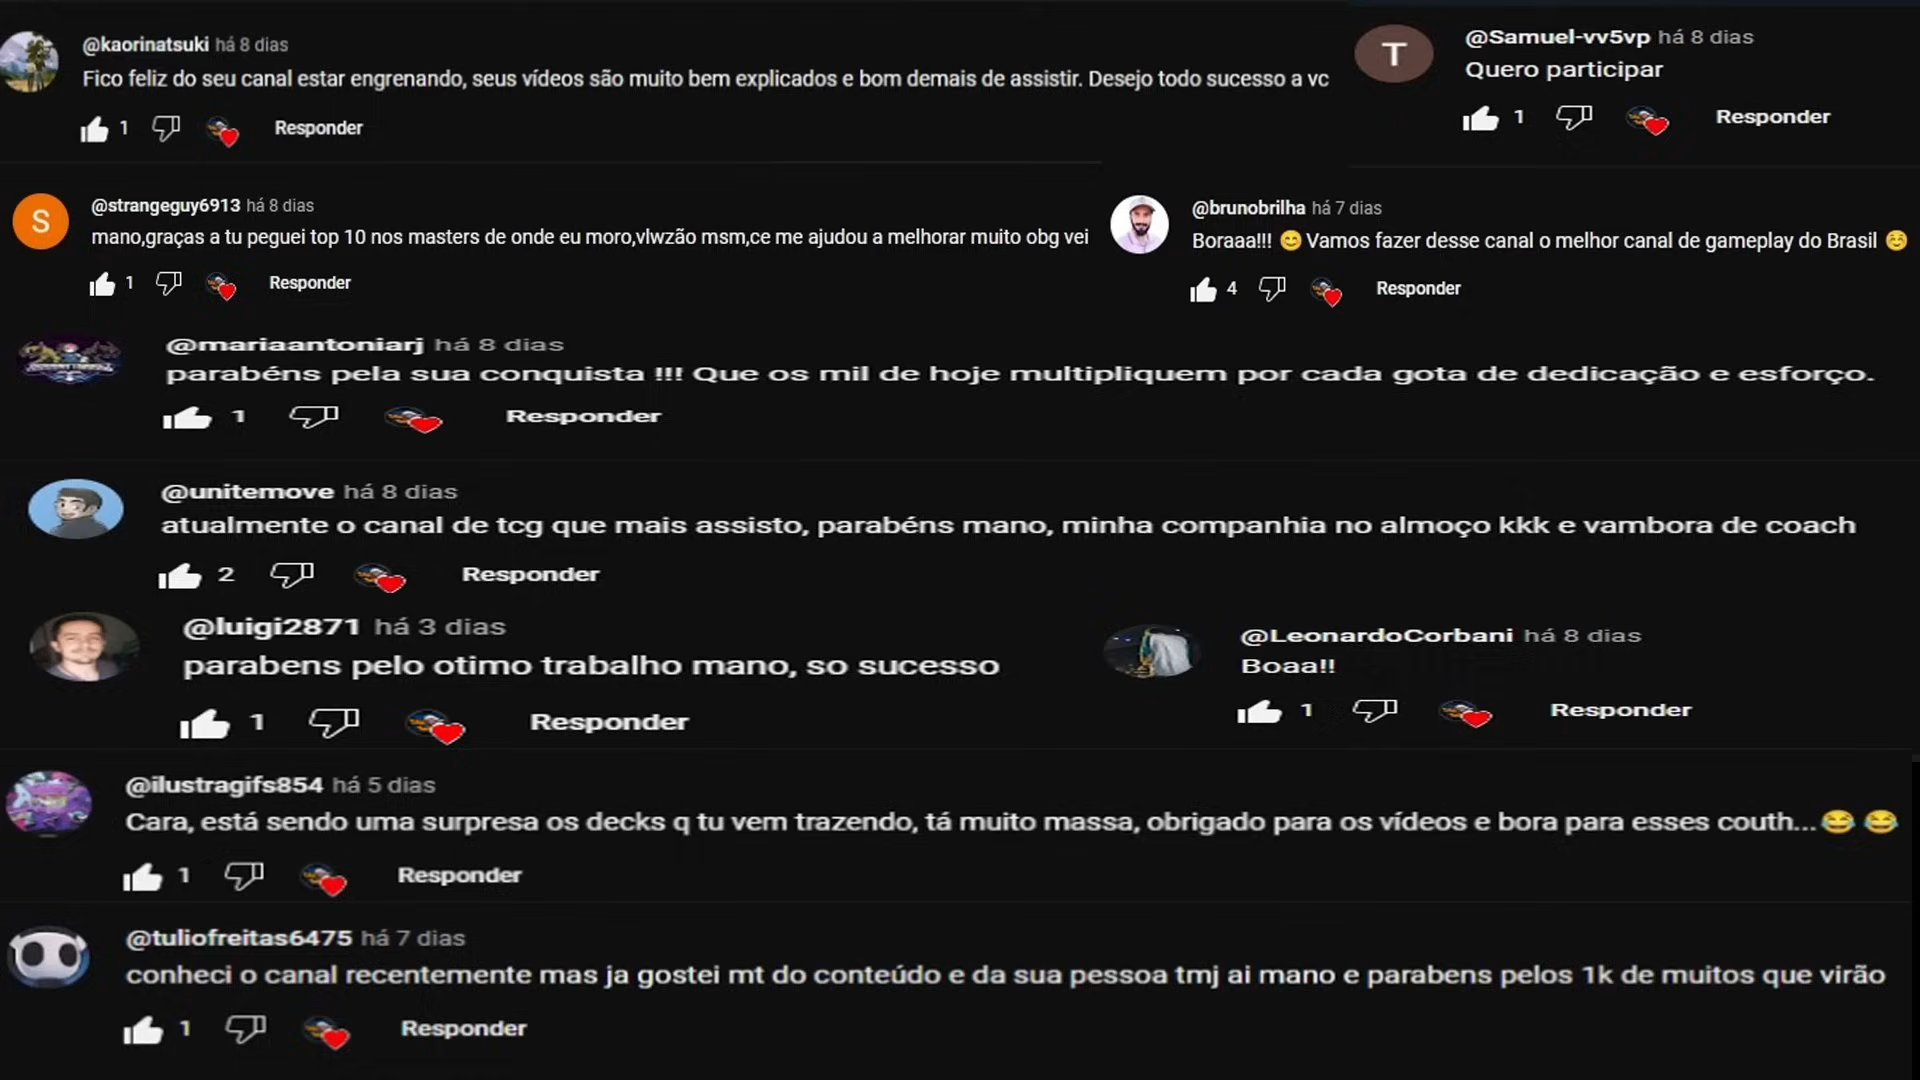 @kaorinatsuki há 8 dias
Fico feliz do seu canal estar engrenando, seus vídeos são muito bem explicados e bom demais de assistir. Desejo todo sucesso a vc
1 Responder
T
@Samuel-vv5vp há 8 dias
Quero participar
1 Responder
S
@strangeguy6913 há 8 dias
mano,graças a tu peguei top 10 nos masters de onde eu moro,vlwzão msm,ce me ajudou a melhorar muito obg vei
1 Responder
@brunobrilha há 7 dias
Boraaa!!! 😊Vamos fazer desse canal o melhor canal de gameplay do Brasil ☺️
4 Responder
@mariaantoniarj há 8 dias
parabéns pela sua conquista !!! Que os mil de hoje multipliquem por cada gota de dedicação e esforço.
1 Responder
@unitemove há 8 dias
atualmente o canal de tcg que mais assisto, parabéns mano, minha companhia no almoço kkk e vambora de coach
2 Responder
@luigi2871 há 3 dias
parabens pelo otimo trabalho mano, so sucesso
1 Responder
@LeonardoCorbani há 8 dias
Boaa!!
1 Responder
@ilustragifs854 há 5 dias
Cara, está sendo uma surpresa os decks q tu vem trazendo, tá muito massa, obrigado para os vídeos e bora para esses couth...😂 😂
1 Responder
@tuliofreitas6475 há 7 dias
conheci o canal recentemente mas ja gostei mt do conteúdo e da sua pessoa tmj ai mano e parabens pelos 1k de muitos que virão
1 Responder